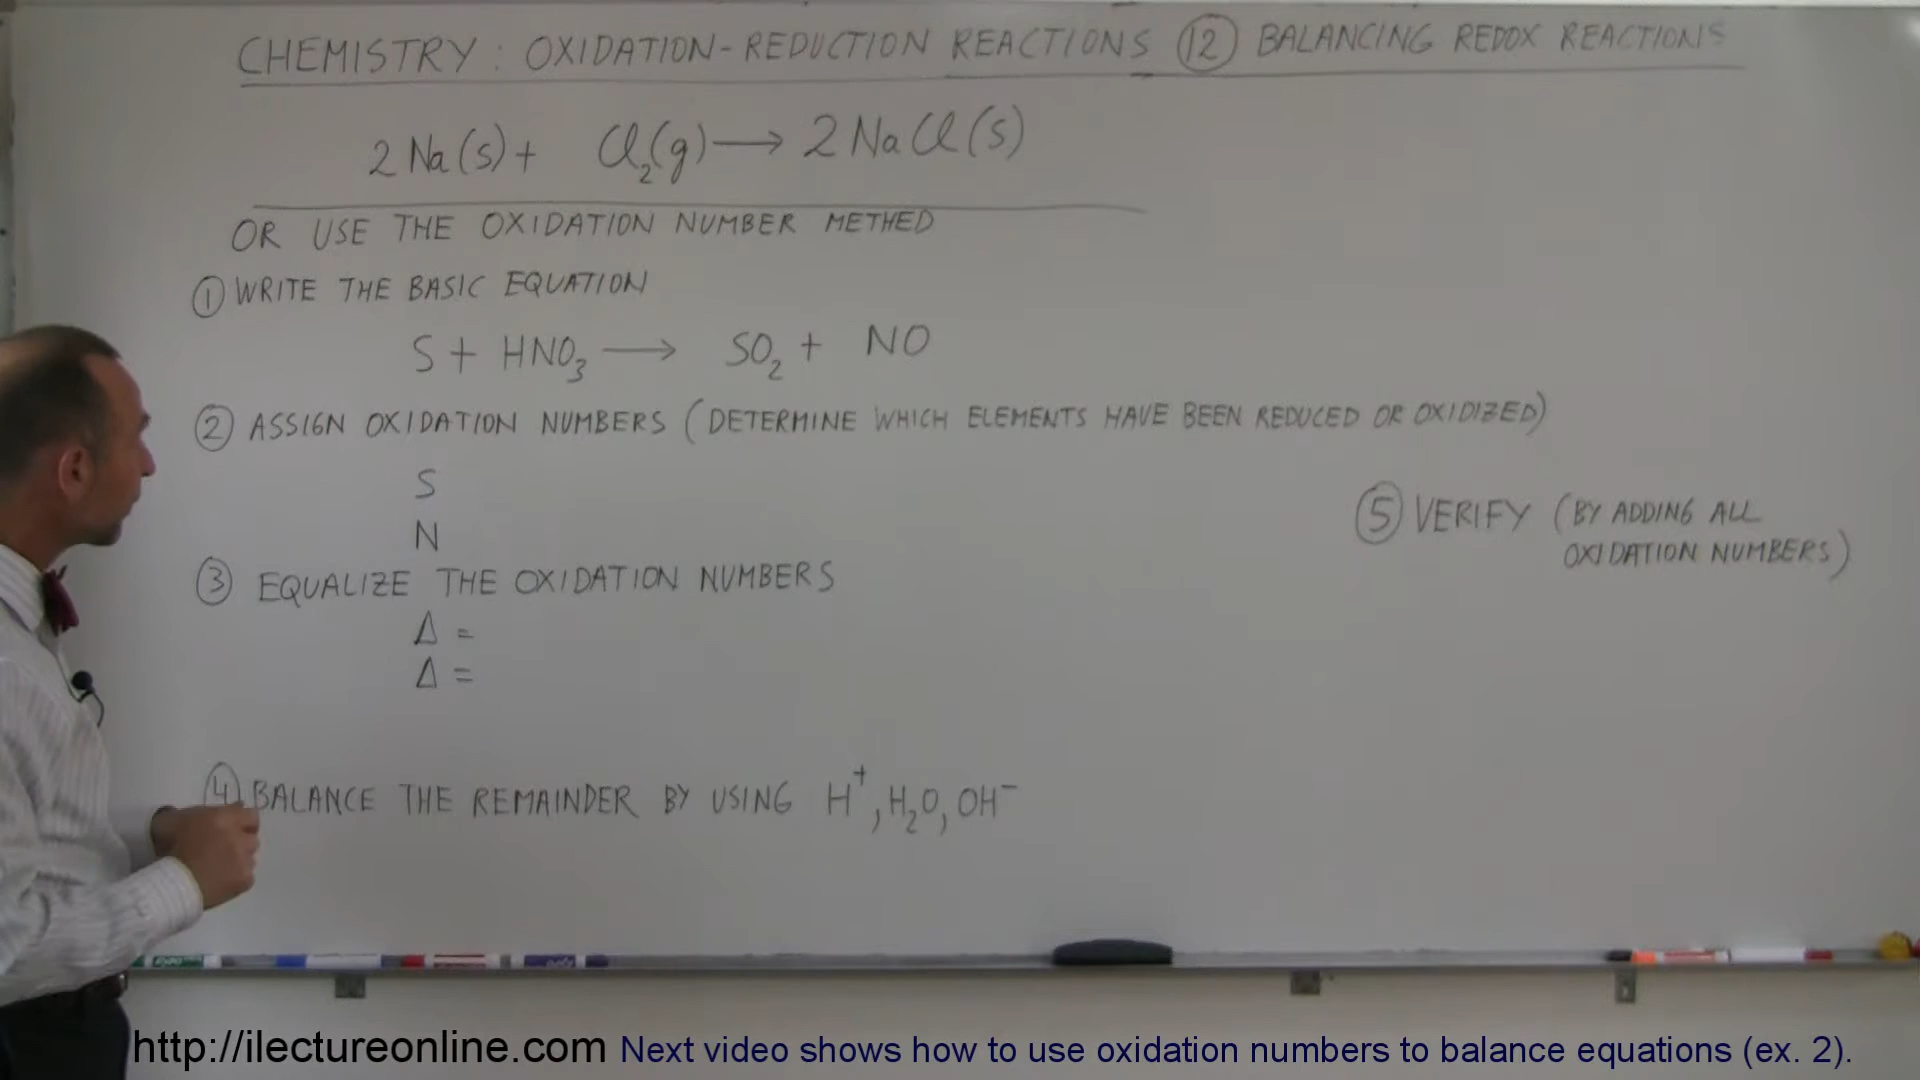 CHEMISTRY: OXIDATION-REDUCTION REACTIONS ⑫ BALANCING REDOX REACTIONS
2 Na(s) + Cl₂(g) → 2 NaCl(s)
OR USE THE OXIDATION NUMBER METHED
① WRITE THE BASIC EQUATION
S + HNO₃ → SO₂ + NO
② ASSIGN OXIDATION NUMBERS (DETERMINE WHICH ELEMENTS HAVE BEEN REDUCED OR OXIDIZED)
S
N
③ EQUALIZE THE OXIDATION NUMBERS
Δ =
Δ =
④ BALANCE THE REMAINDER BY USING H⁺, H₂O, OH⁻
⑤ VERIFY (BY ADDING ALL
OXIDATION NUMBERS)
http://ilectureonline.com Next video shows how to use oxidation numbers to balance equations (ex. 2).